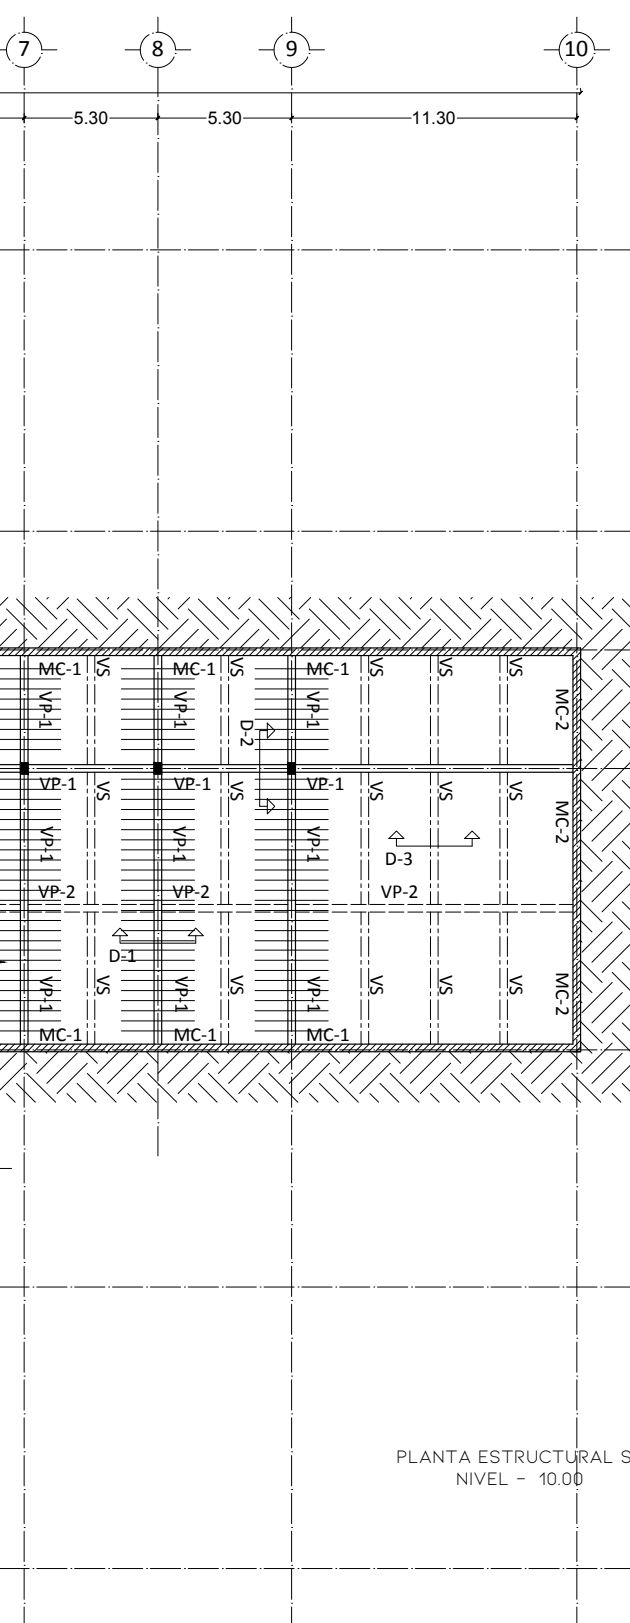 7 8 9 10
5.30 5.30 11.30
MC-1 VS MC-1 VS MC-1 VS VS VS
VP-1 VP-1 VP-1 MC-2
D-2
VP-1 VS VP-1 VS VP-1 VS VS VS
VP-1 VP-1 VP-1 MC-2
D-3
VP-2 VP-2 VP-2
D-1
VP-1 VS VP-1 VS VP-1 VS VS VS MC-2
MC-1 MC-1 MC-1
PLANTA ESTRUCTURAL S
NIVEL - 10.00